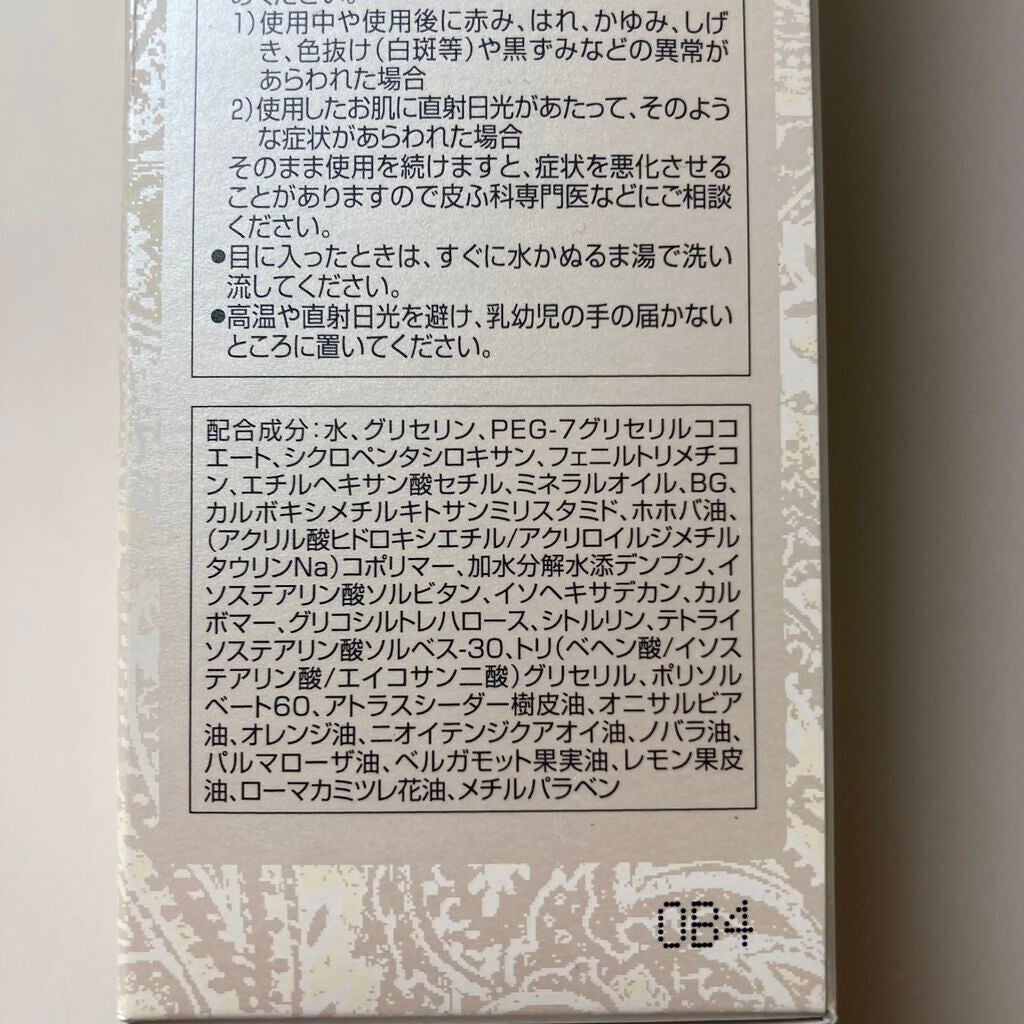 めください。
1)使用中や使用後に赤み、はれ、かゆみ、しげ
き、色抜け(白斑等)や黒ずみなどの異常が
あらわれた場合
2)使用したお肌に直射日光があたって、そのよう
な症状があらわれた場合
そのまま使用を続けますと、症状を悪化させる
ことがありますので皮ふ科専門医などにご相談
ください。
●目に入ったときは、すぐに水かぬるま湯で洗い
流してください。
●高温や直射日光を避け、乳幼児の手の届かない
ところに置いてください。
配合成分:水、グリセリン、PEG-7グリセリルココ
エート、シクロペンタシロキサン、フェニルトリメチコ
ン、エチルヘキサン酸セチル、ミネラルオイル、BG、
カルボキシメチルキトサンミリスタミド、ホホバ油、
(アクリル酸ヒドロキシエチル/アクリロイルジメチル
タウリンNa)コポリマー、加水分解水添デンプン、イ
ソステアリン酸ソルビタン、イソヘキサデカン、カル
ボマー、グリコシルトレハロース、シトルリン、テトライ
ソステアリン酸ソルベス-30、トリ(ベヘン酸/イソス
テアリン酸/エイコサン二酸)グリセリル、ポリソル
ベート60、アトラスシーダー樹皮油、オニサルビア
油、オレンジ油、ニオイテンジクアオイ油、ノバラ油、
パルマローザ油、ベルガモット果実油、レモン果皮
油、ローマカミツレ花油、メチルパラベン
0B4